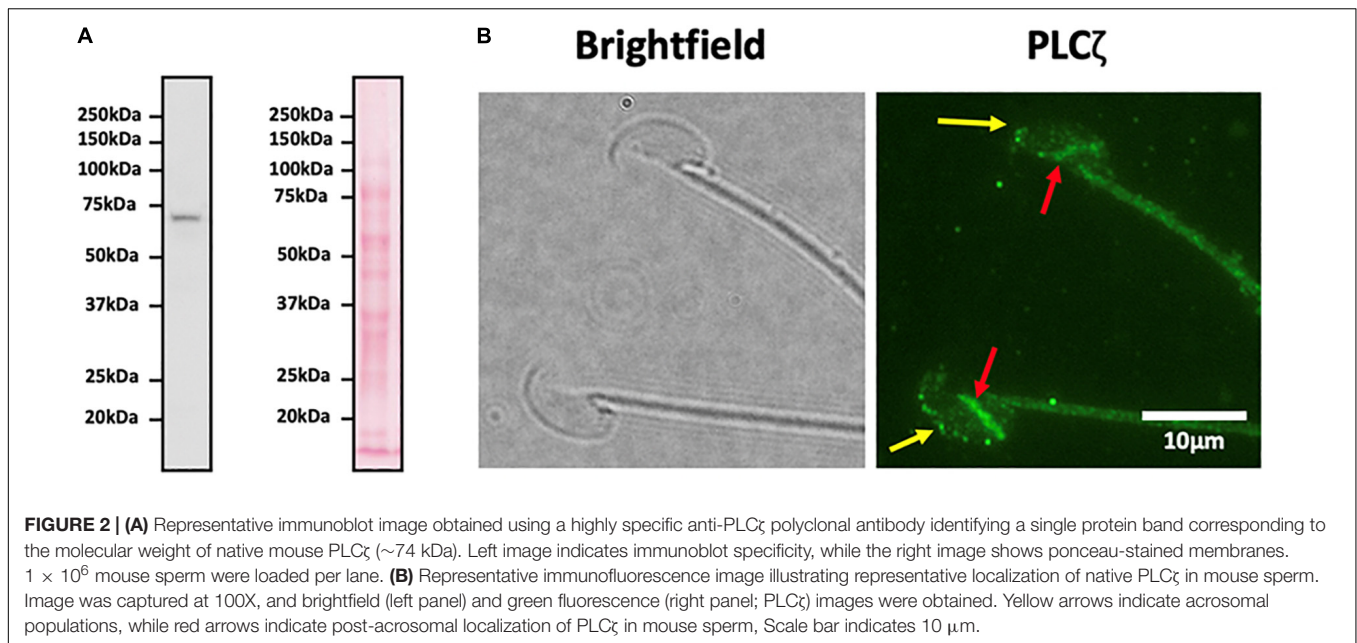 A
B
Brightfield
PLCζ
250kDa
150kDa
100kDa
75kDa
50kDa
37kDa
25kDa
20kDa
250kDa
150kDa
100kDa
75kDa
50kDa
37kDa
25kDa
20kDa
10μm
FIGURE 2 | (A) Representative immunoblot image obtained using a highly specific anti-PLCζ polyclonal antibody identifying a single protein band corresponding to
the molecular weight of native mouse PLCζ (~74 kDa). Left image indicates immunoblot specificity, while the right image shows ponceau-stained membranes.
1 × 10⁶ mouse sperm were loaded per lane. (B) Representative immunofluorescence image illustrating representative localization of native PLCζ in mouse sperm.
Image was captured at 100X, and brightfield (left panel) and green fluorescence (right panel; PLCζ) images were obtained. Yellow arrows indicate acrosomal
populations, while red arrows indicate post-acrosomal localization of PLCζ in mouse sperm, Scale bar indicates 10 μm.